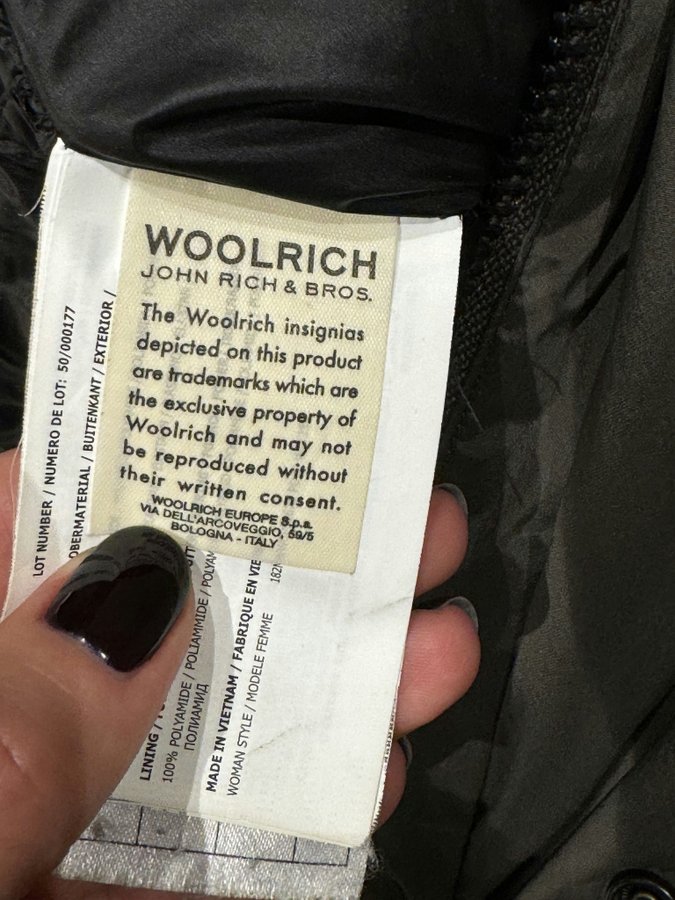 WOOLRICH
JOHN RICH & BROS.
The Woolrich insignias
depicted on this product
are trademarks which are
the exclusive property of
Woolrich and may not
be reproduced without
their written consent.
WOOLRICH EUROPE S.p.a.
VIA DELL'ARCOVEGGIO, 59/5
BOLOGNA - ITALY
LOT NUMBER / NUMERO DE LOT: 50/000177
OBERMATERIAL / BUITENKANT / EXTERIOR /
LINING /
100% POLYAMIDE / POLIAMMIDE /
ПОЛИАМИД
MADE IN VIETNAM / FABRIQUE EN
WOMAN STYLE / MODELE FEMME